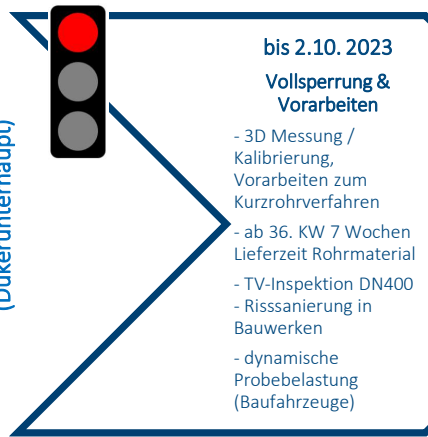 (Dükerunterhaupt)
bis 2.10. 2023
Vollsperrung &
Vorarbeiten
- 3D Messung /
Kalibrierung,
Vorarbeiten zum
Kurzrohrverfahren
- ab 36. KW 7 Wochen
Lieferzeit Rohrmaterial
- TV-Inspektion DN400
- Risssanierung in
Bauwerken
- dynamische
Probebelastung
(Baufahrzeuge)